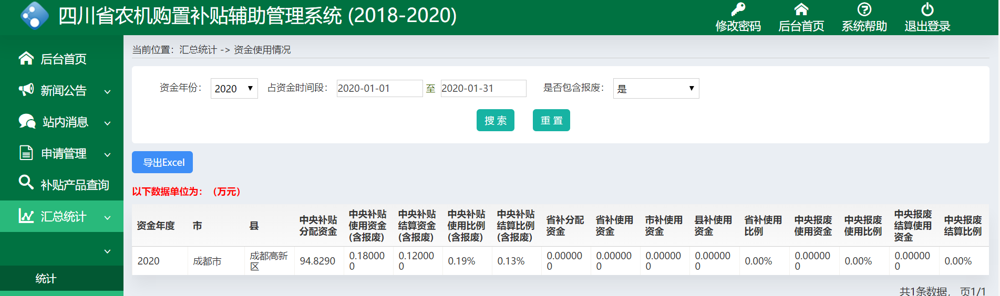 四川省农机购置补贴辅助管理系统 (2018-2020)
修改密码 后台首页 系统帮助 退出登录
后台首页
新闻公告
站内消息
申请管理
补贴产品查询
汇总统计
统计
当前位置：汇总统计 -> 资金使用情况
资金年份： 2020 占资金时间段： 2020-01-01 至 2020-01-31 是否包含报废： 是
搜 索 重 置
导出Excel
以下数据单位为：（万元）
资金年度 市 县 中央补贴分配资金 中央补贴使用资金(含报废) 中央补贴结算资金(含报废) 中央补贴使用比例(含报废) 中央补贴结算比例(含报废) 省补分配资金 省补使用资金 市补使用资金 县补使用资金 省补使用比例 中央报废使用资金 中央报废使用比例 中央报废结算使用资金 中央报废结算比例
2020 成都市 成都高新区 94.8290 0.180000 0.120000 0.19% 0.13% 0.000000 0.000000 0.000000 0.000000 0.00% 0.000000 0.00% 0.000000 0.00%
共1条数据， 页1/1